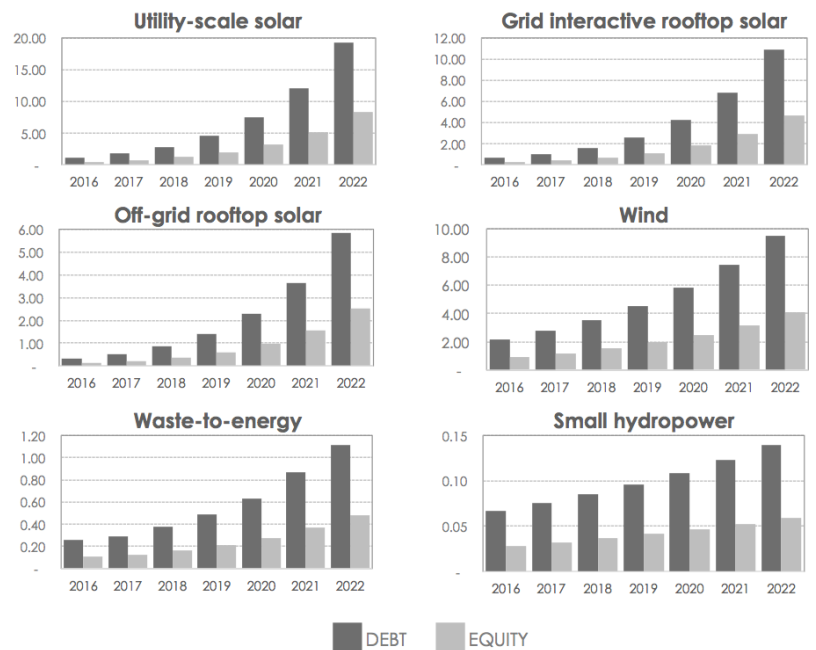 Utility-scale solar
20.00
15.00
10.00
5.00
-
2016 2017 2018 2019 2020 2021 2022
Grid interactive rooftop solar
12.00
10.00
8.00
6.00
4.00
2.00
-
2016 2017 2018 2019 2020 2021 2022
Off-grid rooftop solar
6.00
5.00
4.00
3.00
2.00
1.00
-
2016 2017 2018 2019 2020 2021 2022
Wind
10.00
8.00
6.00
4.00
2.00
-
2016 2017 2018 2019 2020 2021 2022
Waste-to-energy
1.20
1.00
0.80
0.60
0.40
0.20
-
2016 2017 2018 2019 2020 2021 2022
Small hydropower
0.15
0.10
0.05
-
2016 2017 2018 2019 2020 2021 2022
DEBT EQUITY